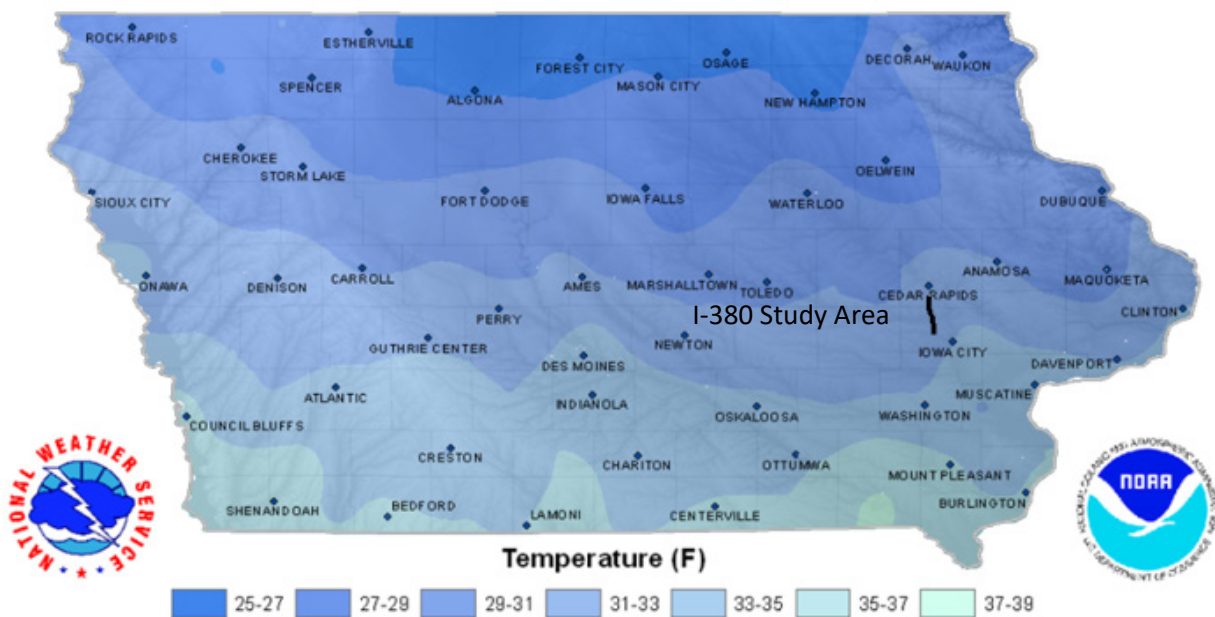 ROCK RAPIDS
ESTHERVILLE
FOREST CITY
OSAGE
DECORAH
WAUKON
SPENCER
ALGONA
MASON CITY
NEW HAMPTON
CHEROKEE
STORM LAKE
OELWEIN
SIOUX CITY
FORT DODGE
IOWA FALLS
WATERLOO
DUBUQUE
ONAWA
DENISON
CARROLL
AMES
MARSHALLTOWN
TOLEDO
CEDAR RAPIDS
ANAMOSA
MAQUOKETA
PERRY
I-380 Study Area
CLINTON
GUTHRIE CENTER
NEWTON
IOWA CITY
DES MOINES
DAVENPORT
ATLANTIC
INDIANOLA
OSKALOOSA
WASHINGTON
MUSCATINE
COUNCIL BLUFFS
CRESTON
CHARITON
OTTUMWA
MOUNT PLEASANT
SHENANDOAH
BEDFORD
LAMONI
CENTERVILLE
BURLINGTON
NATIONAL WEATHER SERVICE
NOAA
Temperature (F)
25-27 27-29 29-31 31-33 33-35 35-37 37-39